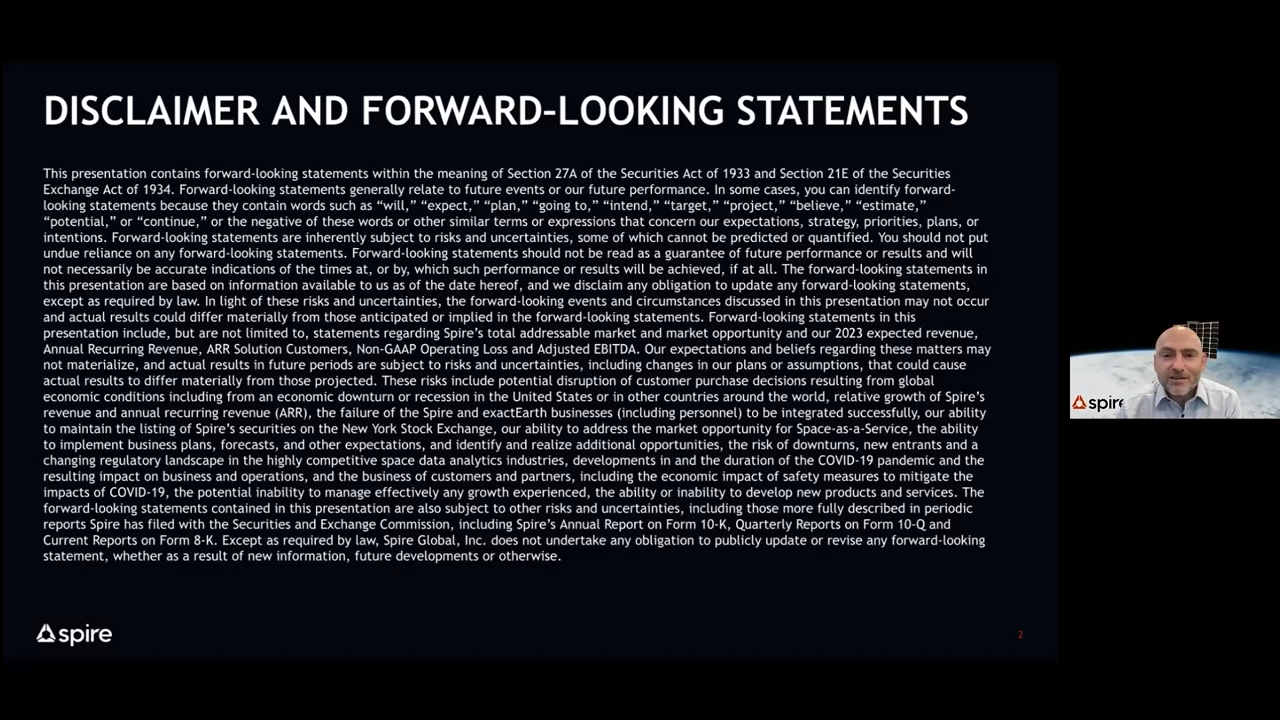 DISCLAIMER AND FORWARD-LOOKING STATEMENTS
This presentation contains forward-looking statements within the meaning of Section 27A of the Securities Act of 1933 and Section 21E of the Securities
Exchange Act of 1934. Forward-looking statements generally relate to future events or our future performance. In some cases, you can identify forward-
looking statements because they contain words such as “will,” “expect,” “plan,” “going to,” “intend,” “target,” “project,” “believe,” “estimate,”
“potential,” or “continue,” or the negative of these words or other similar terms or expressions that concern our expectations, strategy, priorities, plans, or
intentions. Forward-looking statements are inherently subject to risks and uncertainties, some of which cannot be predicted or quantified. You should not put
undue reliance on any forward-looking statements. Forward-looking statements should not be read as a guarantee of future performance or results and will
not necessarily be accurate indications of the times at, or by, which such performance or results will be achieved, if at all. The forward-looking statements in
this presentation are based on information available to us as of the date hereof, and we disclaim any obligation to update any forward-looking statements,
except as required by law. In light of these risks and uncertainties, the forward-looking events and circumstances discussed in this presentation may not occur
and actual results could differ materially from those anticipated or implied in the forward-looking statements. Forward-looking statements in this
presentation include, but are not limited to, statements regarding Spire’s total addressable market and market opportunity and our 2023 expected revenue,
Annual Recurring Revenue, ARR Solution Customers, Non-GAAP Operating Loss and Adjusted EBITDA. Our expectations and beliefs regarding these matters may
not materialize, and actual results in future periods are subject to risks and uncertainties, including changes in our plans or assumptions, that could cause
actual results to differ materially from those projected. These risks include potential disruption of customer purchase decisions resulting from global
economic conditions including from an economic downturn or recession in the United States or in other countries around the world, relative growth of Spire’s
revenue and annual recurring revenue (ARR), the failure of the Spire and exactEarth businesses (including personnel) to be integrated successfully, our ability
to maintain the listing of Spire’s securities on the New York Stock Exchange, our ability to address the market opportunity for Space-as-a-Service, the ability
to implement business plans, forecasts, and other expectations, and identify and realize additional opportunities, the risk of downturns, new entrants and a
changing regulatory landscape in the highly competitive space data analytics industries, developments in and the duration of the COVID-19 pandemic and the
resulting impact on business and operations, and the business of customers and partners, including the economic impact of safety measures to mitigate the
impacts of COVID-19, the potential inability to manage effectively any growth experienced, the ability or inability to develop new products and services. The
forward-looking statements contained in this presentation are also subject to other risks and uncertainties, including those more fully described in periodic
reports Spire has filed with the Securities and Exchange Commission, including Spire’s Annual Report on Form 10-K, Quarterly Reports on Form 10-Q and
Current Reports on Form 8-K. Except as required by law, Spire Global, Inc. does not undertake any obligation to publicly update or revise any forward-looking
statement, whether as a result of new information, future developments or otherwise.
spire
2
spire